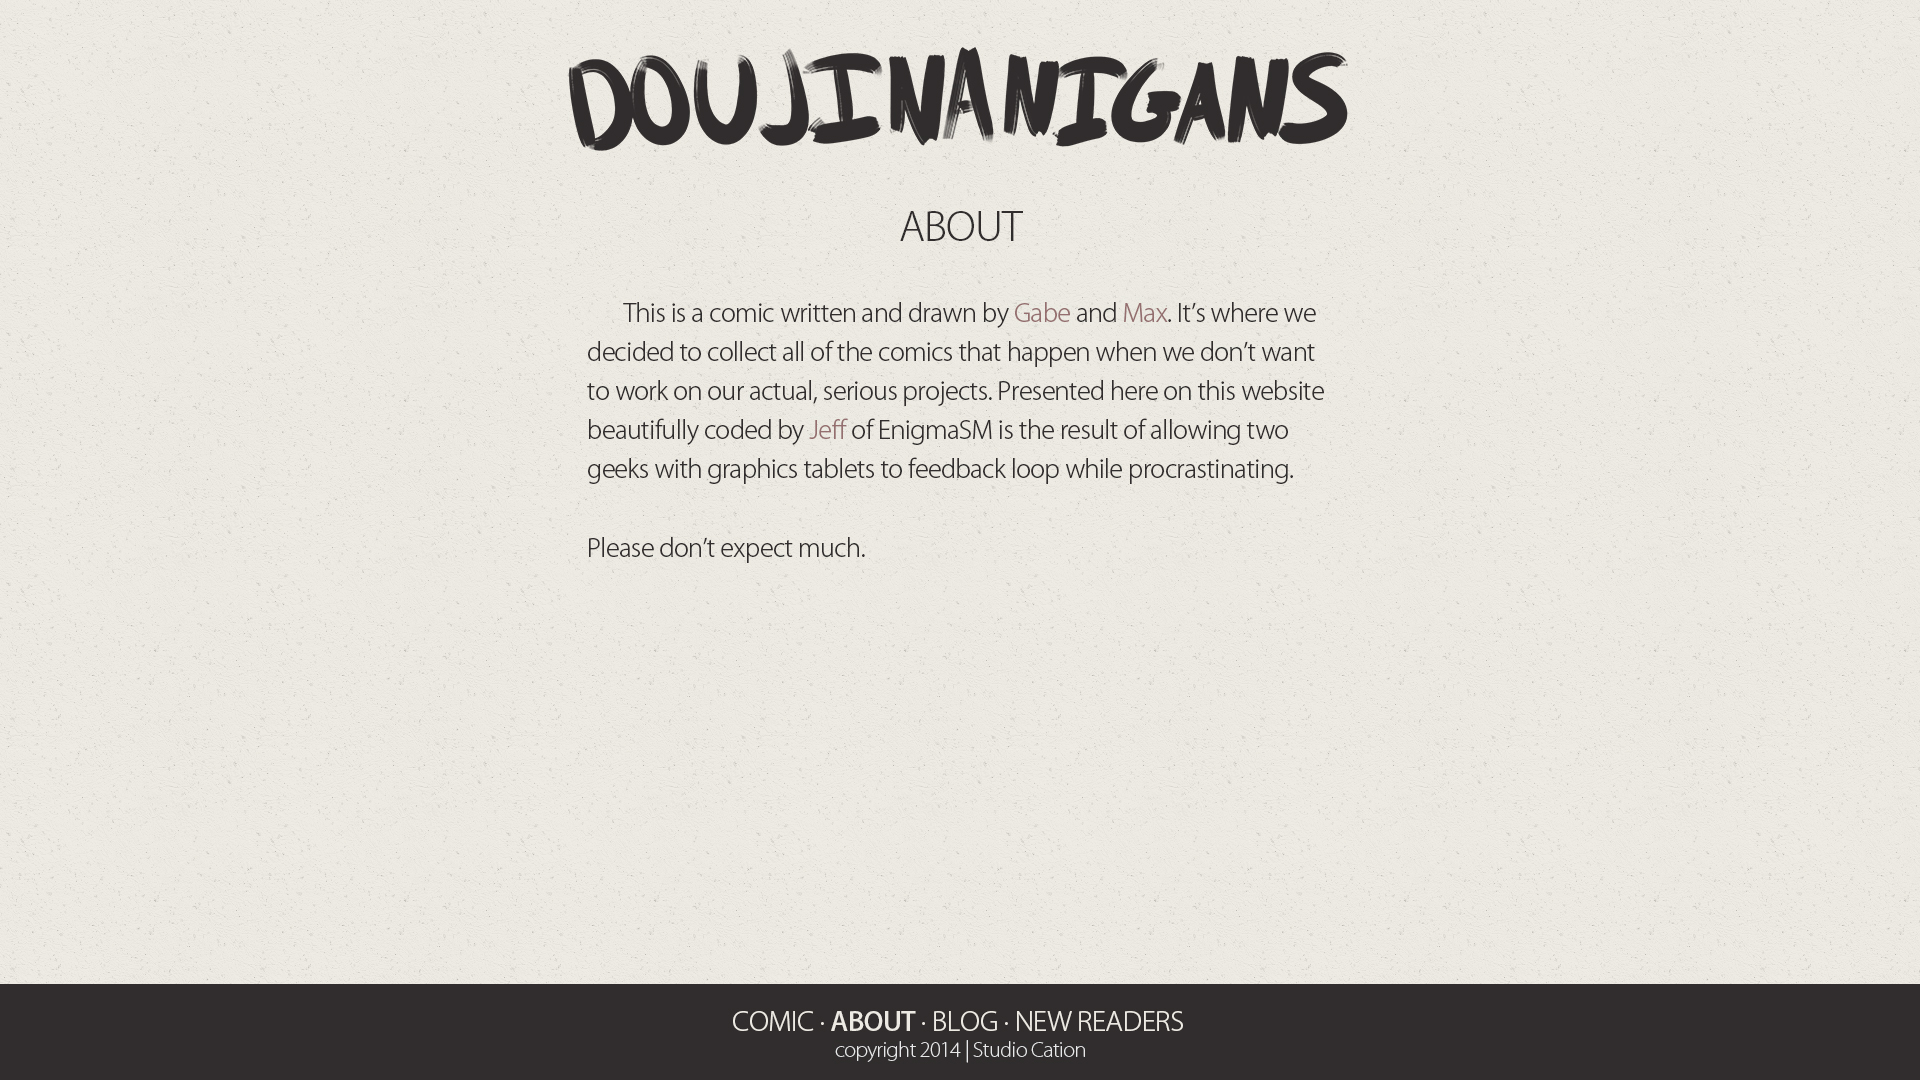 DOUJINANIGANS
ABOUT
This is a comic written and drawn by Gabe and Max. It’s where we
decided to collect all of the comics that happen when we don’t want
to work on our actual, serious projects. Presented here on this website
beautifully coded by Jeff of EnigmaSM is the result of allowing two
geeks with graphics tablets to feedback loop while procrastinating.
Please don’t expect much.
COMIC · ABOUT · BLOG · NEW READERS
copyright 2014 | Studio Cation